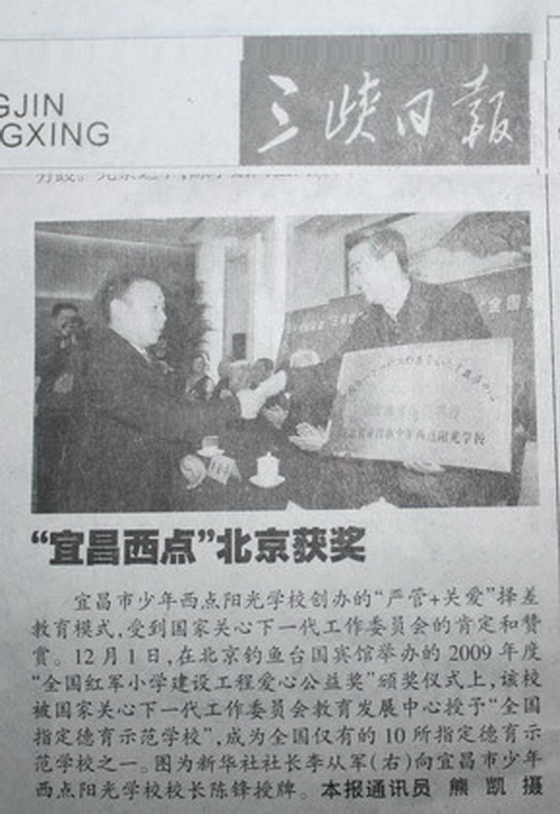 GJIN
GXING
三峡日報
“全国
西点阳光学校
“宜昌西点”北京获奖
宜昌市少年西点阳光学校创办的“严管+关爱”择差
教育模式,受到国家关心下一代工作委员会的肯定和赞
赏。12月1日,在北京钓鱼台国宾馆举办的2009年度
“全国红军小学建设工程爱心公益奖”颁奖仪式上,该校
被国家关心下一代工作委员会教育发展中心授予“全国
指定德育示范学校”,成为全国仅有的10所指定德育示
范学校之一。图为新华社社长李从军(右)向宜昌市少年
西点阳光学校校长陈锋授牌。本报通讯员 熊 凯 摄